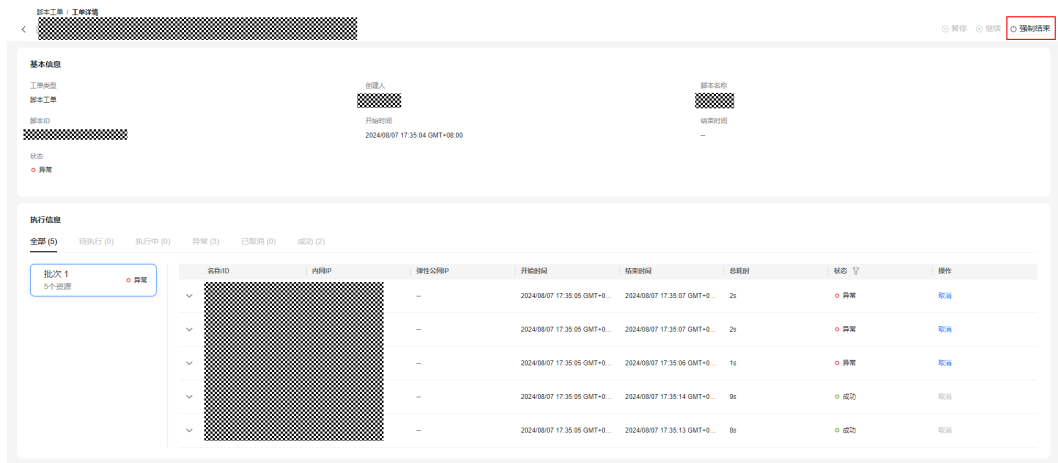 脚本工单 / 工单详情
暂停 继续 强制结束
基本信息
工单类型 创建人 脚本名称
脚本工单
脚本ID 开始时间 结束时间
2024/08/07 17:35:04 GMT+08:00 --
状态
异常
执行信息
全部 (5) 待执行 (0) 执行中 (0) 异常 (3) 已取消 (0) 成功 (2)
批次 1 异常
5个资源
名称/ID 内网IP 弹性公网IP 开始时间 结束时间 总耗时 状态 操作
-- 2024/08/07 17:35:05 GMT+0... 2024/08/07 17:35:07 GMT+0... 2s 异常 取消
-- 2024/08/07 17:35:05 GMT+0... 2024/08/07 17:35:07 GMT+0... 2s 异常 取消
-- 2024/08/07 17:35:05 GMT+0... 2024/08/07 17:35:06 GMT+0... 1s 异常 取消
-- 2024/08/07 17:35:05 GMT+0... 2024/08/07 17:35:14 GMT+0... 9s 成功 取消
-- 2024/08/07 17:35:05 GMT+0... 2024/08/07 17:35:13 GMT+0... 8s 成功 取消